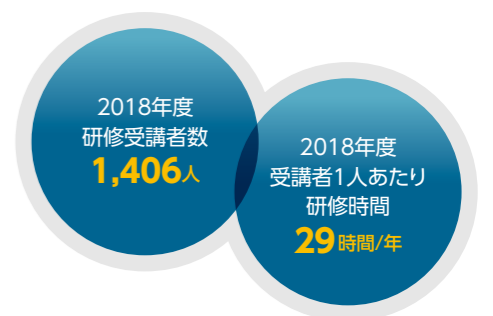 2018年度
研修受講者数
1,406人
2018年度
受講者1人あたり
研修時間
29時間/年